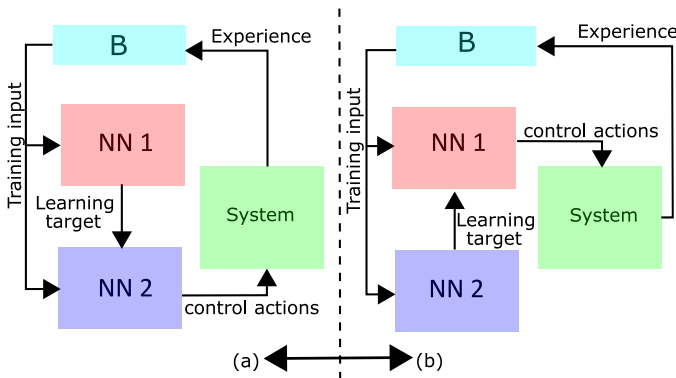 B
Experience
Training input
NN 1
Learning
target
System
NN 2
control actions
(a)
B
Experience
Training input
NN 1
control actions
System
Learning
target
NN 2
(b)